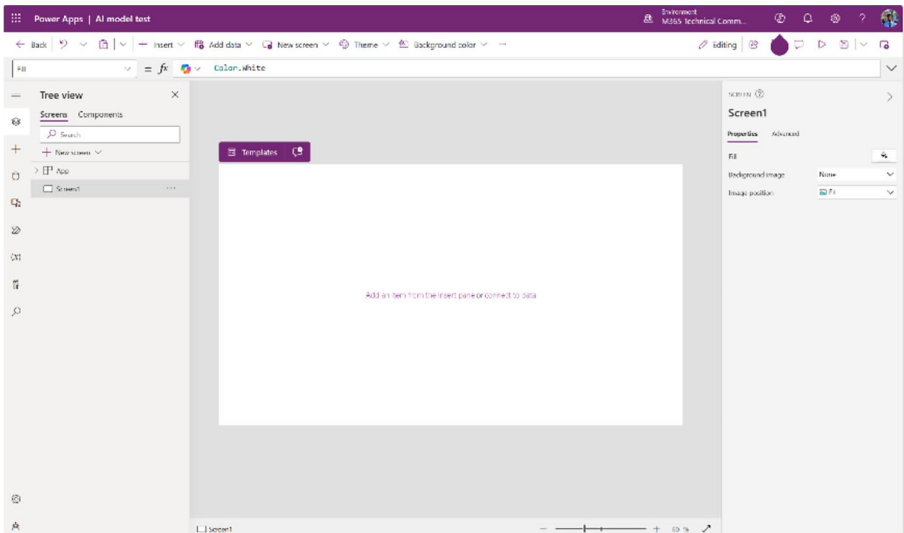 Power Apps | AI model test
Environment
M365 Technical Comm...
?
Back
Insert
Add data
New screen
Theme
Background color
...
Editing
Fill
= fx
Color.White
Tree view
Screens Components
Search
New screen
App
Screen1
...
Templates
Add an item from the insert pane or connect to data
SCREEN
Screen1
Properties Advanced
Fill
Background image None
Image position Fit
Screen1
60 %